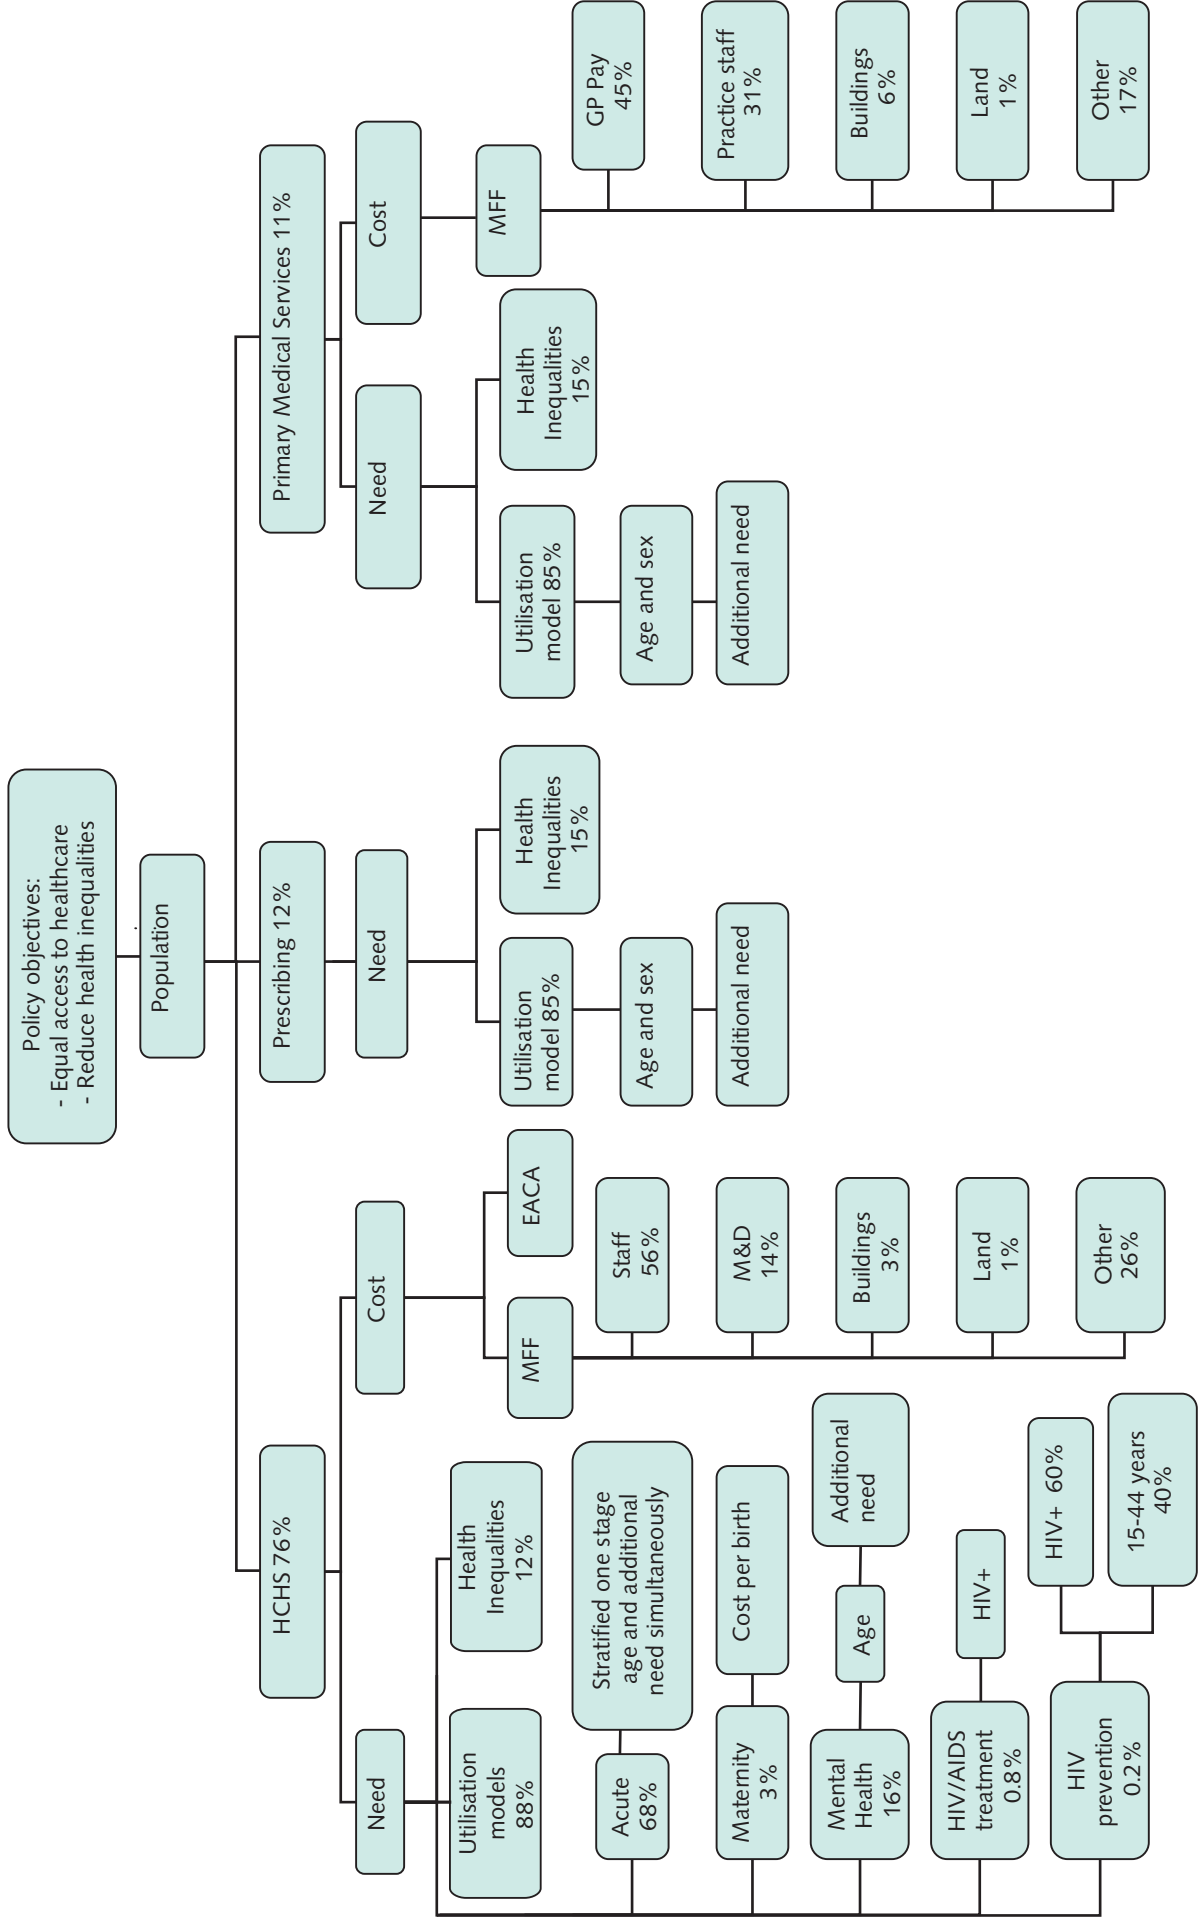 Policy objectives:
- Equal access to healthcare
- Reduce health inequalities
Population
HCHS 76%
Prescribing 12%
Primary Medical Services 11%
Need
Cost
Need
Need
Cost
Utilisation
models
88%
Health
Inequalities
12%
MFF
EACA
Utilisation
model 85%
Health
Inequalities
15%
Utilisation
model 85%
Health
Inequalities
15%
MFF
Acute
68%
Stratified one stage
age and additional
need simultaneously
Staff
56%
Age and sex
Age and sex
GP Pay
45%
Maternity
3%
Cost per birth
M&D
14%
Additional need
Additional need
Practice staff
31%
Mental
Health
16%
Age
Additional
need
Buildings
3%
Buildings
6%
HIV/AIDS
treatment
0.8%
HIV+
Land
1%
Land
1%
HIV
prevention
0.2%
HIV+ 60%
15-44 years
40%
Other
26%
Other
17%